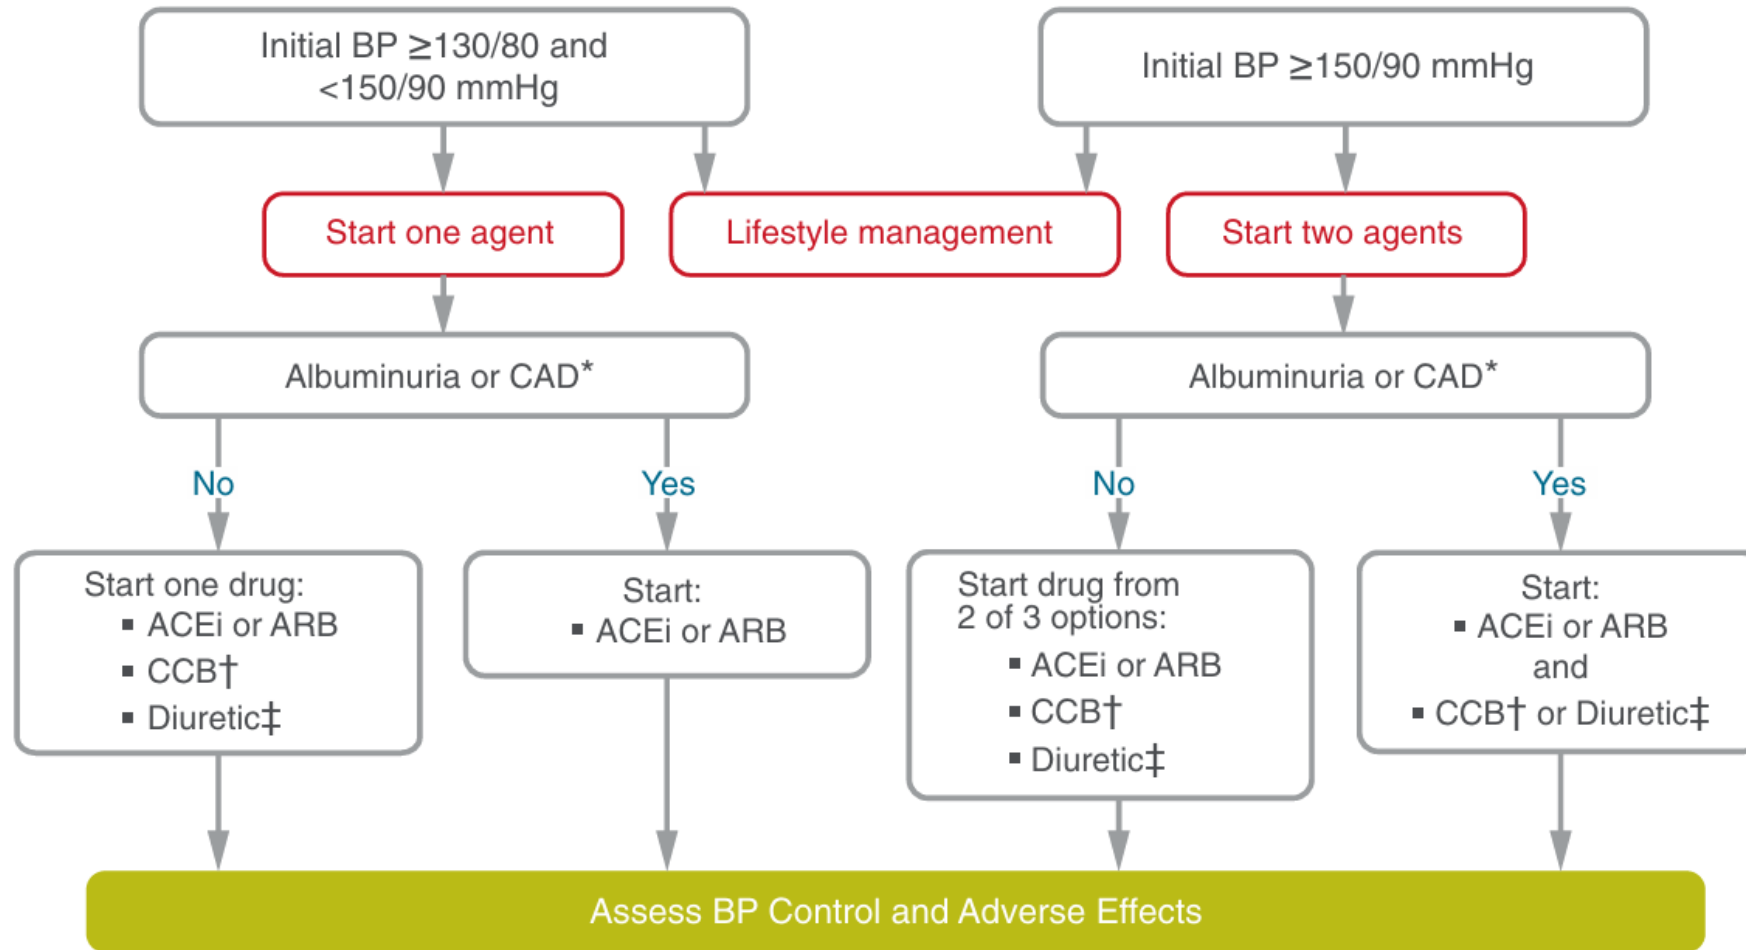 Initial BP ≥130/80 and
<150/90 mmHg
Initial BP ≥150/90 mmHg
Start one agent
Lifestyle management
Start two agents
Albuminuria or CAD*
Albuminuria or CAD*
No
Yes
No
Yes
Start one drug:
▪ ACEi or ARB
▪ CCB†
▪ Diuretic‡
Start:
▪ ACEi or ARB
Start drug from
2 of 3 options:
▪ ACEi or ARB
▪ CCB†
▪ Diuretic‡
Start:
▪ ACEi or ARB
and
▪ CCB† or Diuretic‡
Assess BP Control and Adverse Effects